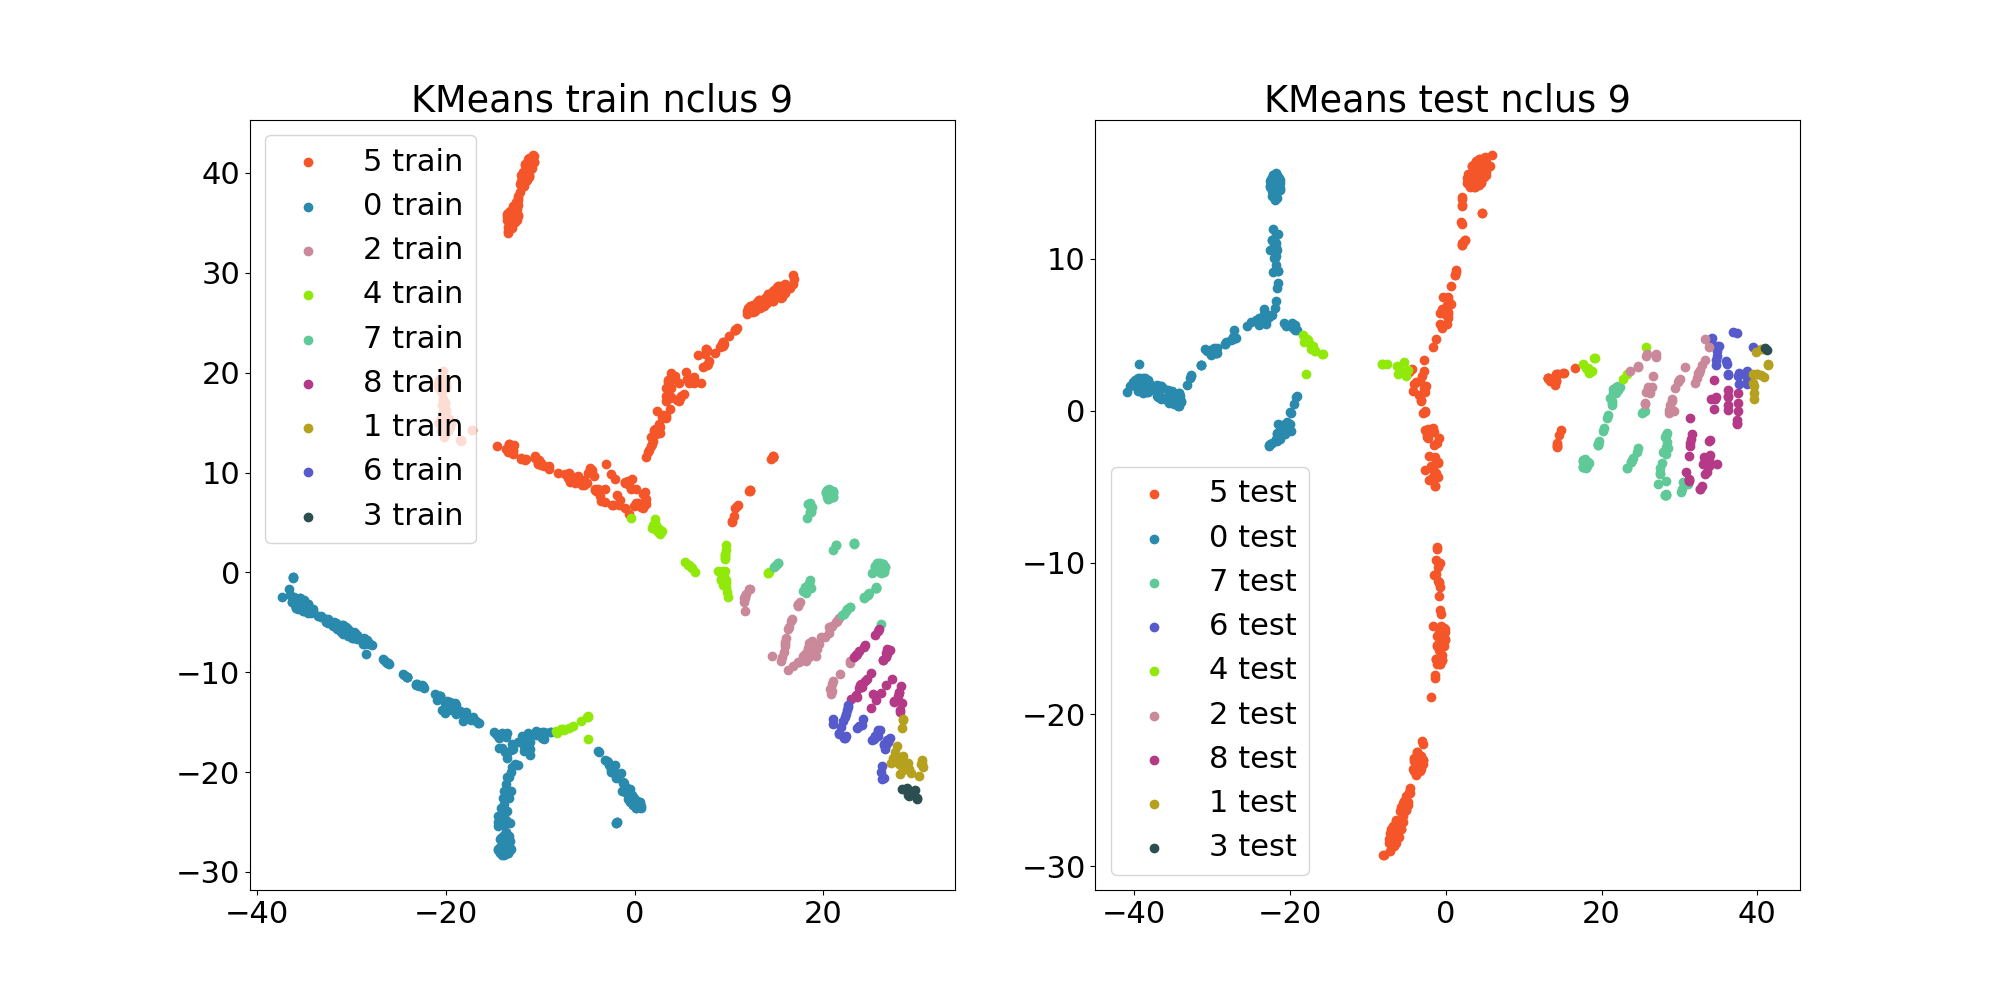 KMeans train nclus 9
5 train
0 train
2 train
4 train
7 train
8 train
1 train
6 train
3 train
40
30
20
10
0
−10
−20
−30
−40
−20
0
20
KMeans test nclus 9
5 test
0 test
7 test
6 test
4 test
2 test
8 test
1 test
3 test
10
0
−10
−20
−30
−40
−20
0
20
40